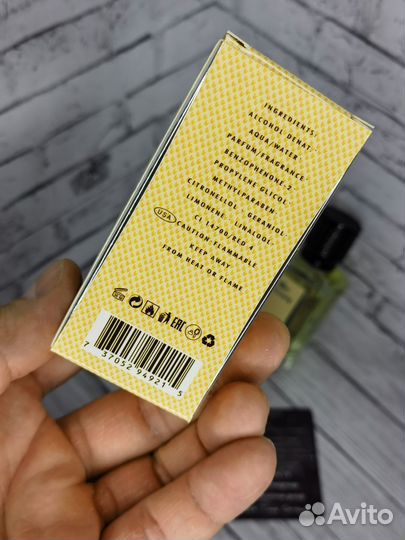 INGREDIENTS:
ALCOHOL DENAT·
AQUA/WATER·
PARFUM/FRAGRANCE·
BENZOPHENONE-2·
PROPYLENE GLYCOL·
METHYLPARABEN·
CITRONELLOL· GERANIOL·
LIMONENE· LINALOOL·
CI 14700/RED 4
USA CAUTION: FLAMMABLE
KEEP AWAY
FROM HEAT OR FLAME
EAC
7 37052 94921 5
Avito